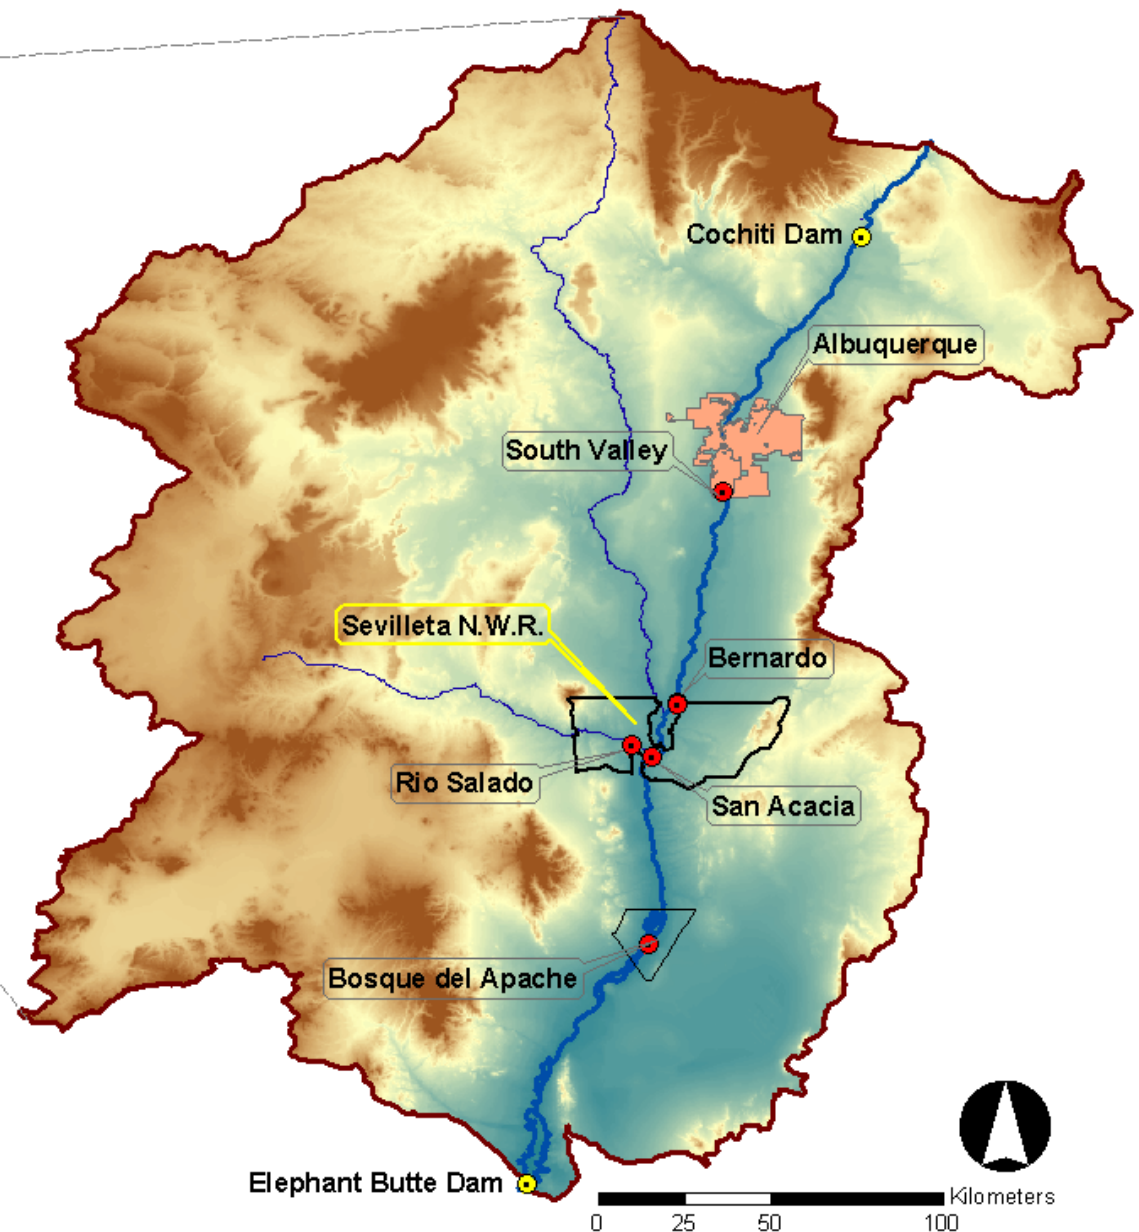 Cochiti Dam
Albuquerque
South Valley
Sevilleta N.W.R.
Bernardo
Rio Salado
San Acacia
Bosque del Apache
Elephant Butte Dam
Kilometers
0 25 50 100